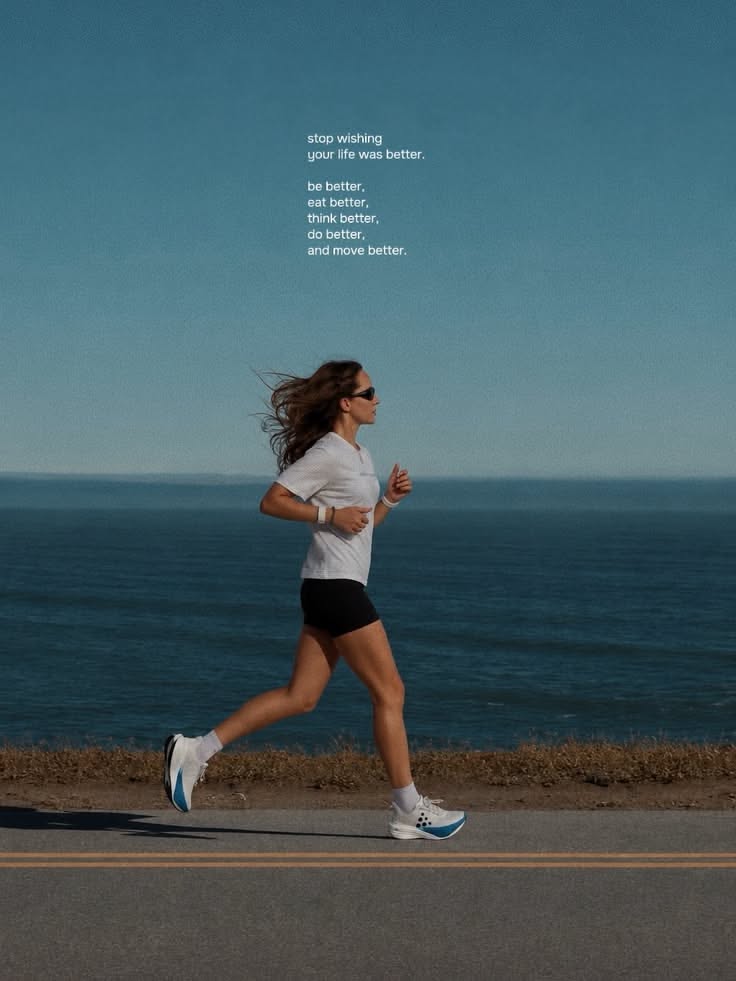 stop wishing
your life was better.
be better,
eat better,
think better,
do better,
and move better.